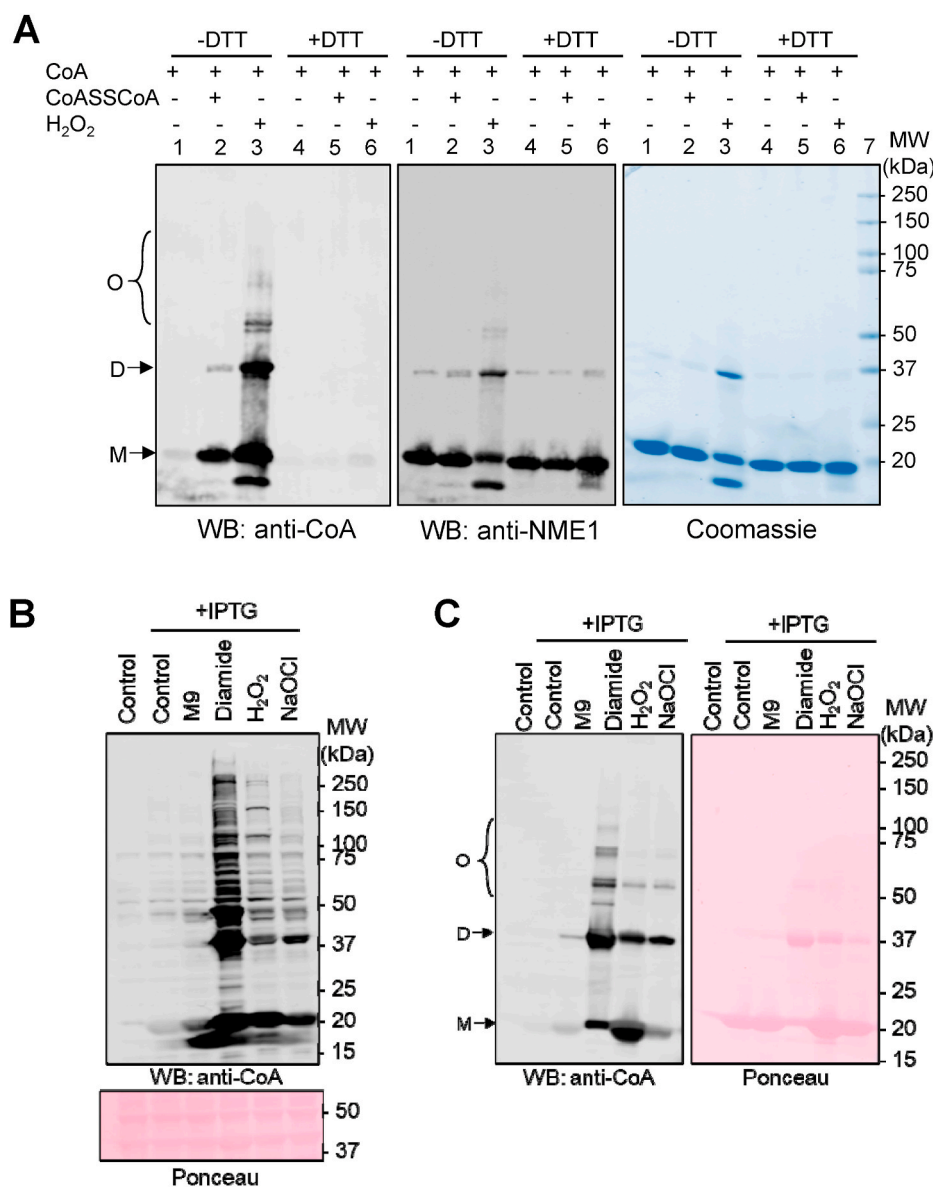 A
-DTT +DTT -DTT +DTT -DTT +DTT
CoA + + + + + + + + + + + + + + + + + +
CoASSCoA - + - + - + - + - + - +
H2O2 - - + - - + - - + - - + - - + - - +
1 2 3 4 5 6 1 2 3 4 5 6 1 2 3 4 5 6 7
MW
(kDa)
250
150
100
75
50
37
25
20
O
D
M
WB: anti-CoA WB: anti-NME1 Coomassie
B
+IPTG
Control Control M9 Diamide H2O2 NaOCl
MW
(kDa)
250
150
100
75
50
37
25
20
15
WB: anti-CoA
50
37
Ponceau
C
+IPTG +IPTG
Control Control M9 Diamide H2O2 NaOCl Control Control M9 Diamide H2O2 NaOCl
MW
(kDa)
250
150
100
75
50
37
25
20
15
O
D
M
WB: anti-CoA Ponceau